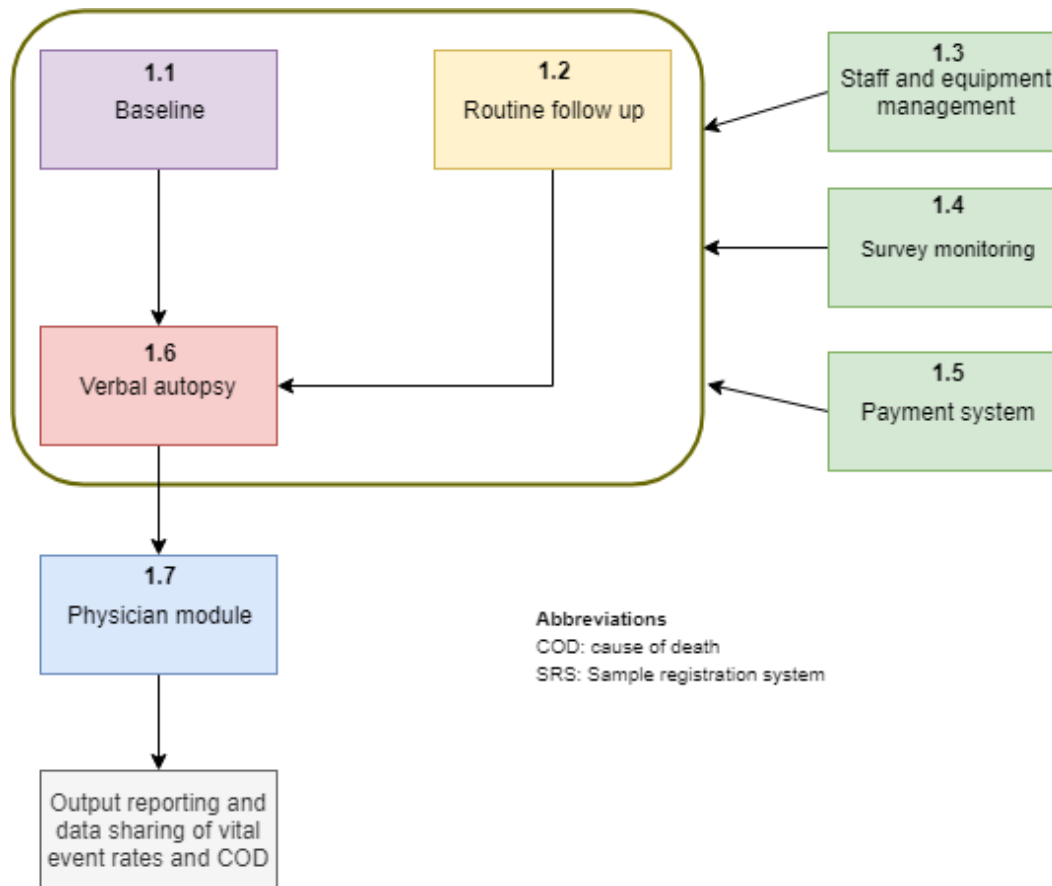 1.1
Baseline
1.2
Routine follow up
1.3
Staff and equipment
management
1.4
Survey monitoring
1.6
Verbal autopsy
1.5
Payment system
1.7
Physician module
Abbreviations
COD: cause of death
SRS: Sample registration system
Output reporting and
data sharing of vital
event rates and COD